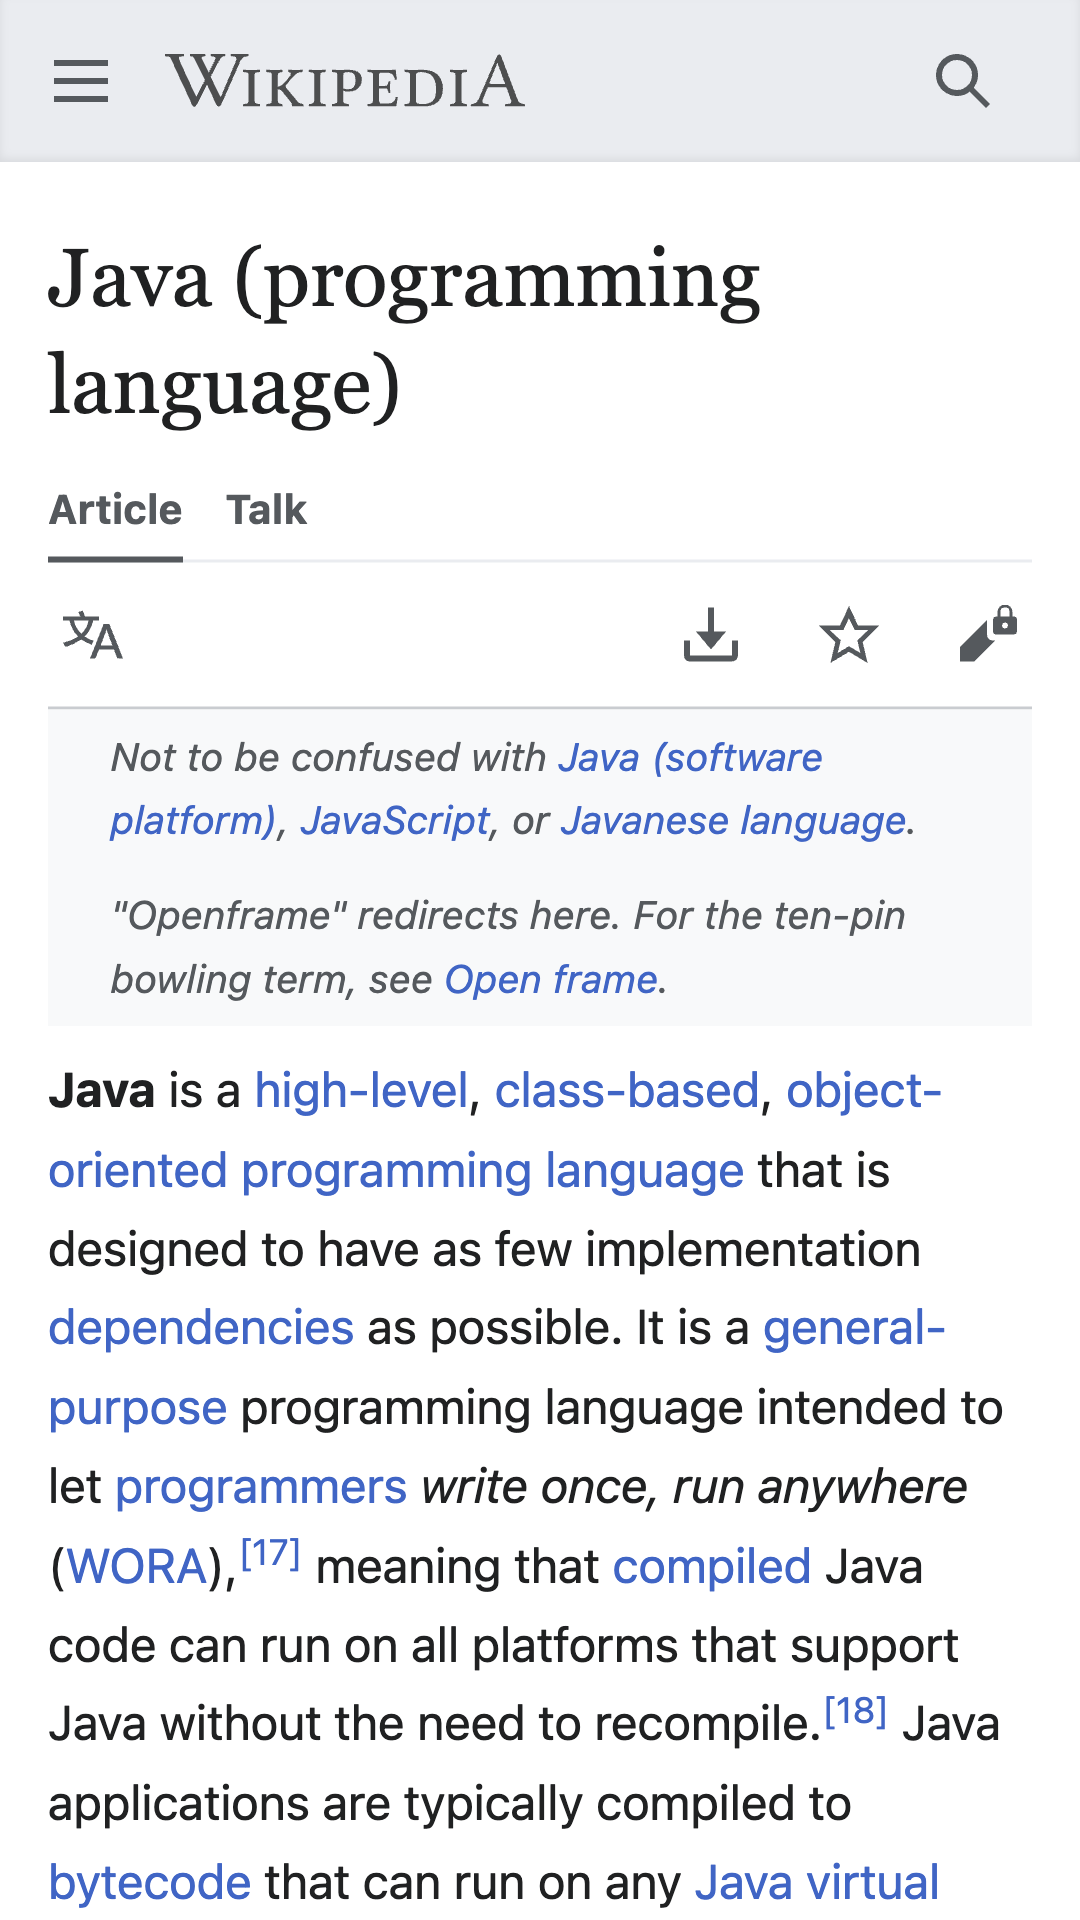 WIKIPEDIA
Java (programming
language)
Article Talk
文A
Not to be confused with Java (software
platform), JavaScript, or Javanese language.
"Openframe" redirects here. For the ten-pin
bowling term, see Open frame.
Java is a high-level, class-based, object-
oriented programming language that is
designed to have as few implementation
dependencies as possible. It is a general-
purpose programming language intended to
let programmers write once, run anywhere
(WORA),[17] meaning that compiled Java
code can run on all platforms that support
Java without the need to recompile.[18] Java
applications are typically compiled to
bytecode that can run on any Java virtual